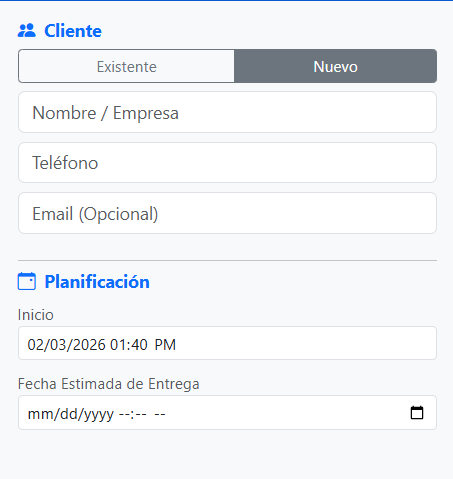 Cliente
Existente Nuevo
Nombre / Empresa
Teléfono
Email (Opcional)
Planificación
Inicio
02/03/2026 01:40 PM
Fecha Estimada de Entrega
mm/dd/yyyy --:-- --